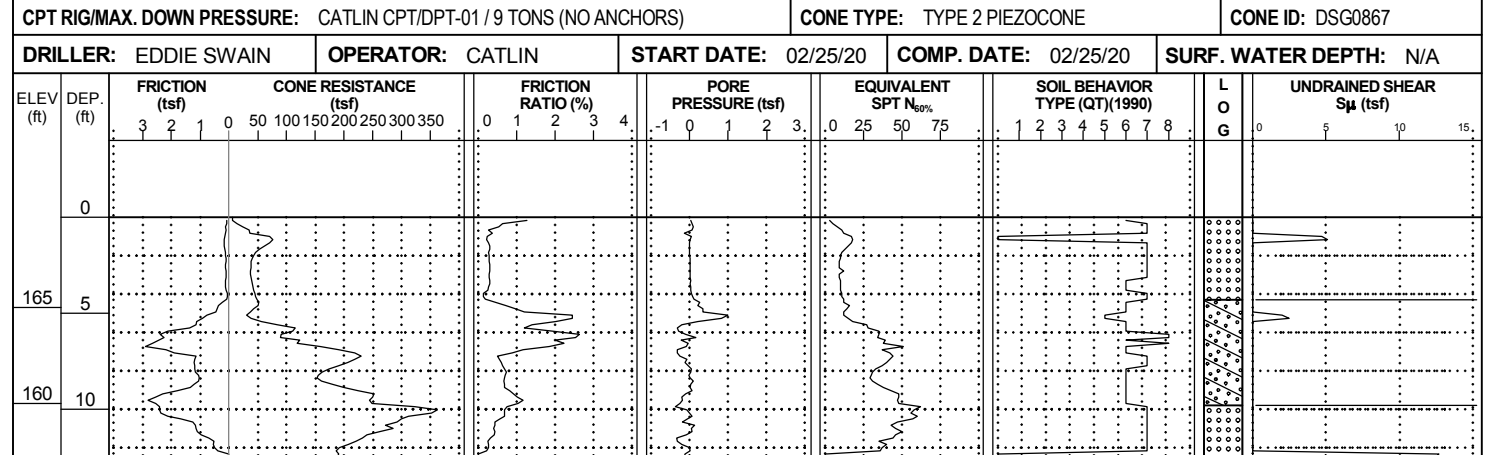 CPT RIG/MAX. DOWN PRESSURE: CATLIN CPT/DPT-01 / 9 TONS (NO ANCHORS) CONE TYPE: TYPE 2 PIEZOCONE CONE ID: DSG0867
DRILLER: EDDIE SWAIN OPERATOR: CATLIN START DATE: 02/25/20 COMP. DATE: 02/25/20 SURF. WATER DEPTH: N/A
ELEV (ft)
DEP. (ft)
FRICTION
(tsf)
3 2 1 0
CONE RESISTANCE
(tsf)
50 100 150 200 250 300 350
FRICTION
RATIO (%)
0 1 2 3 4
PORE
PRESSURE (tsf)
-1 0 1 2 3
EQUIVALENT
SPT N60%
0 25 50 75
SOIL BEHAVIOR
TYPE (QT)(1990)
1 2 3 4 5 6 7 8
L
O
G
UNDRAINED SHEAR
Sµ (tsf)
0 5 10 15
0
165 5
160 10